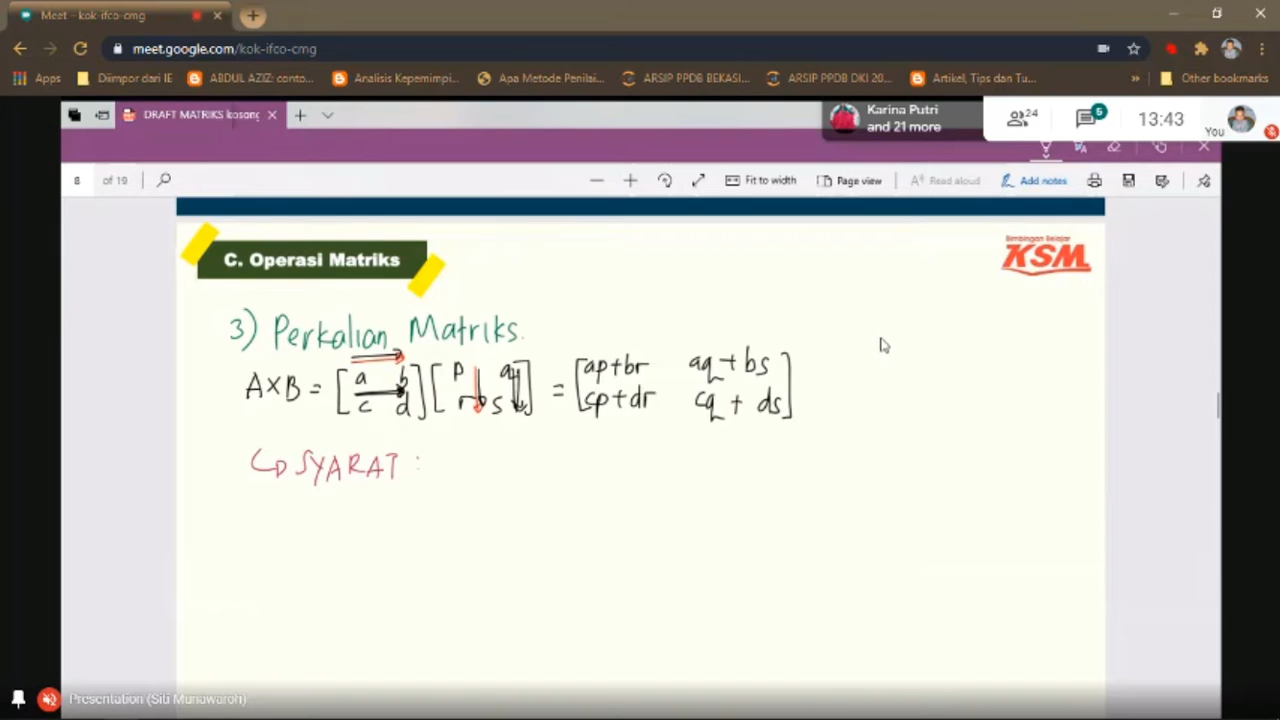 Meet – kok-ifco-cmg
meet.google.com/kok-ifco-cmg
Apps Diimpor dari IE ABDUL AZIZ: conto... Analisis Kepemimpi... Apa Metode Penilai... ARSIP PPDB BEKASI... ARSIP PPDB DKI 20... Artikel, Tips dan Tu... » Other bookmarks
DRAFT MATRIKS kosong
Karina Putri
and 21 more
24 5 13:43 You
8 of 19 Fit to width Page view Read aloud Add notes
C. Operasi Matriks
Bimbingan Belajar
KSM
3) Perkalian Matriks.
A×B = [a b [p q = [ap+br aq+bs]
c d] r s] cp+dr cq + ds]
↳ SYARAT :
Presentation (Siti Munawaroh)